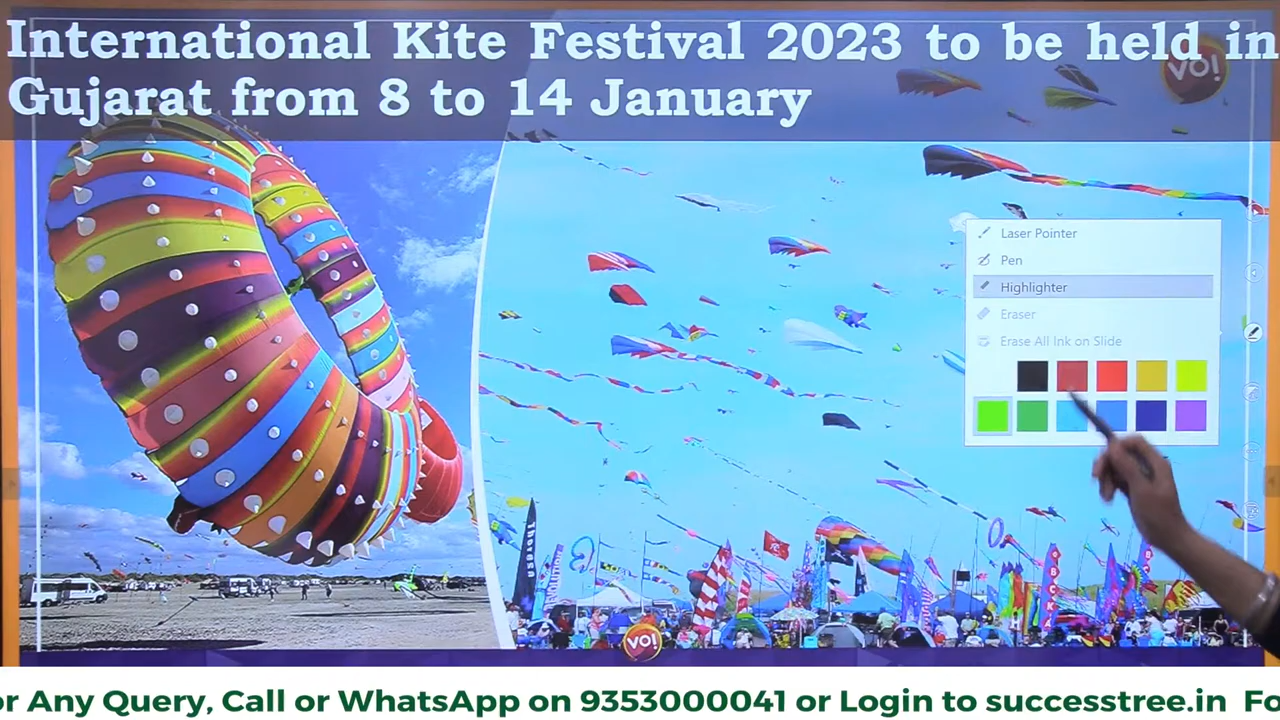 International Kite Festival 2023 to be held in
Gujarat from 8 to 14 January
VO!
Laser Pointer
Pen
Highlighter
Eraser
Erase All Ink on Slide
VO!
or Any Query, Call or WhatsApp on 9353000041 or Login to successtree.in Fo